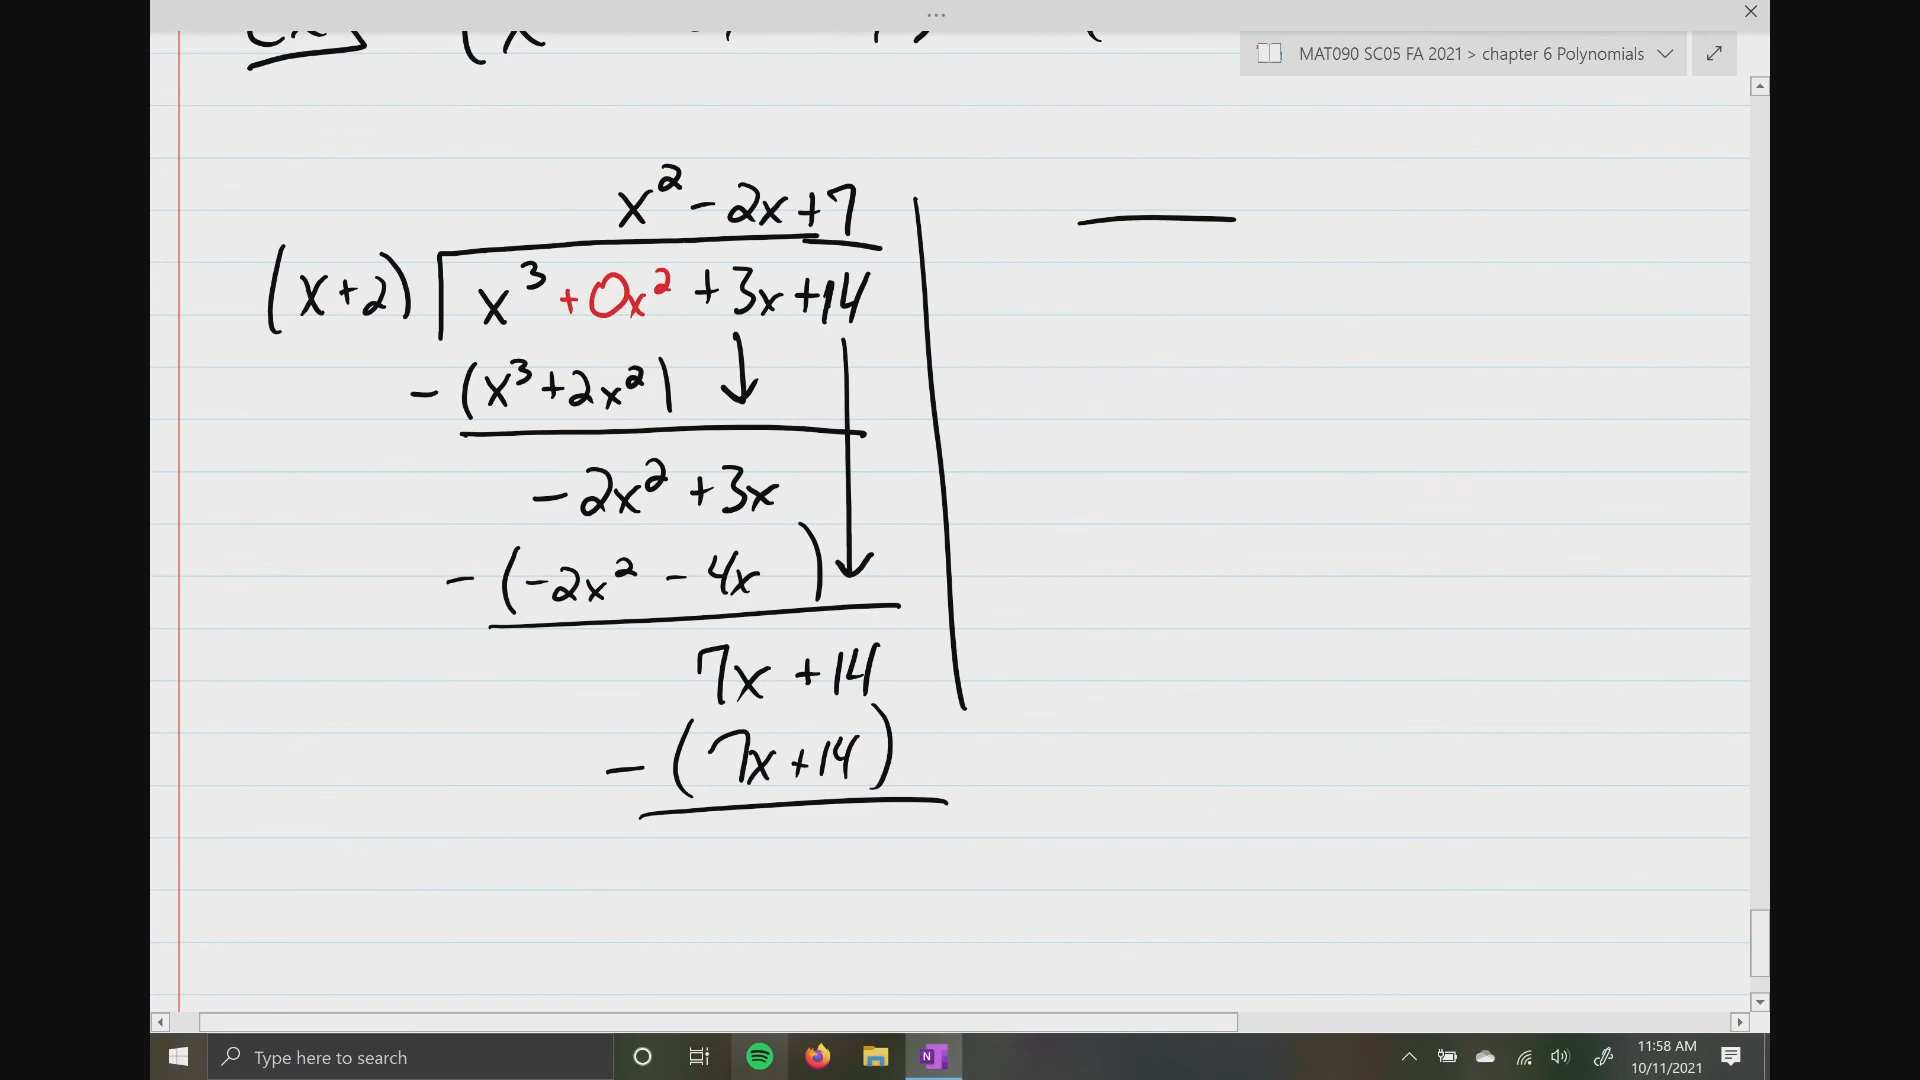 MAT090 SC05 FA 2021 > chapter 6 Polynomials
x² - 2x + 7
(x+2) x³ + 0x² + 3x + 14
- (x³ + 2x²)
- 2x² + 3x
- (-2x² - 4x )
7x + 14
- (7x + 14)
Type here to search
N
11:58 AM
10/11/2021